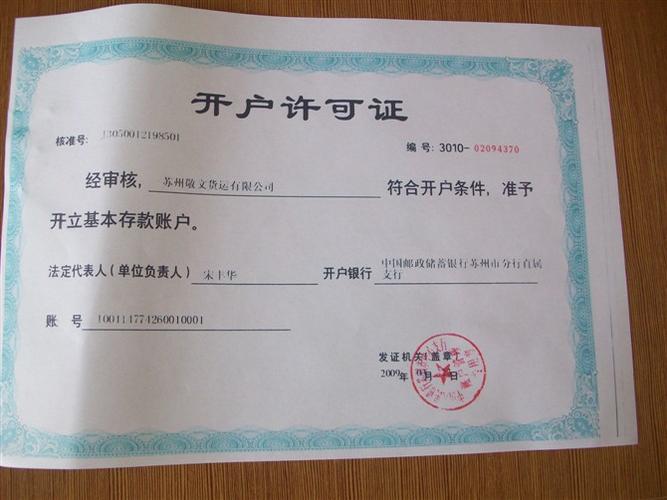 开户许可证
核准号: J3050012198501
编号: 3010-02094370
经审核, 苏州敬文货运有限公司 符合开户条件, 准予
开立基本存款账户。
法定代表人(单位负责人) 宋丰华 开户银行 中国邮政储蓄银行苏州市分行直属
支行
账 号 100114774260010001
发证机关(盖章)
2009年 月 日